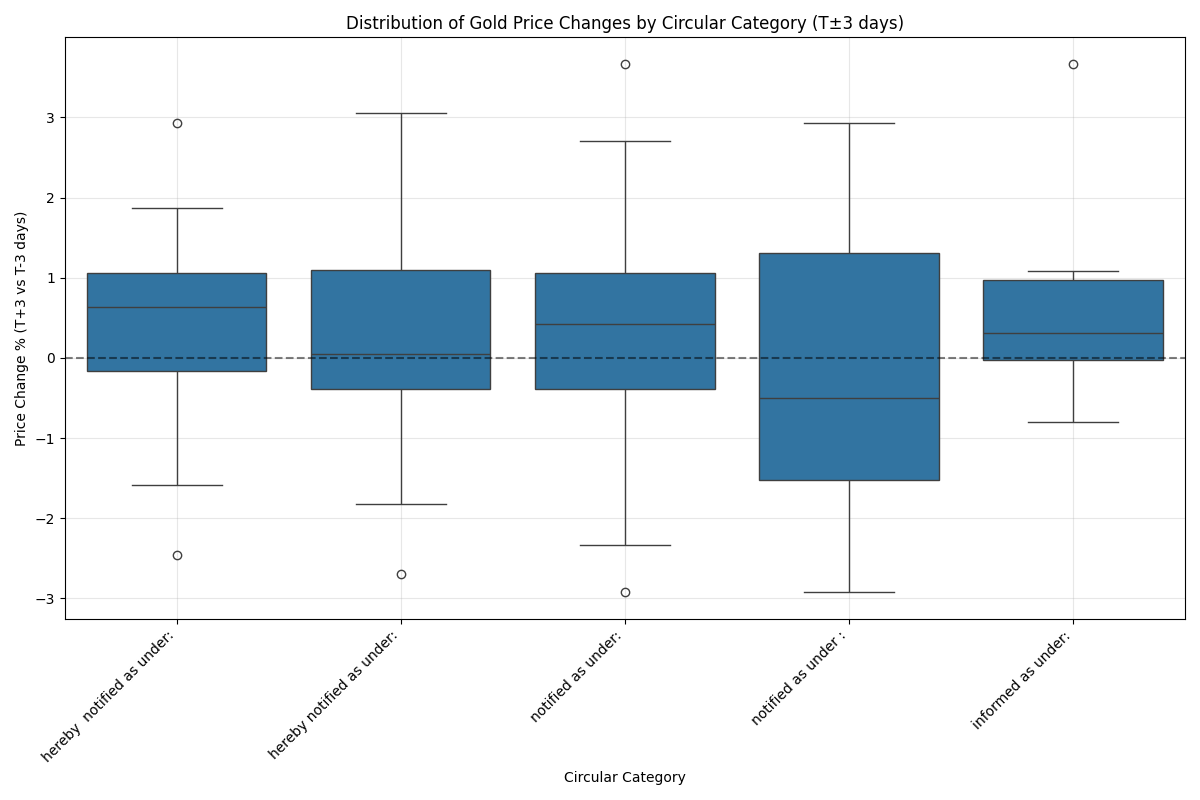 Distribution of Gold Price Changes by Circular Category (T±3 days)
Price Change % (T+3 vs T-3 days)
3
2
1
0
−1
−2
−3
hereby  notified as under:
hereby notified as under:
notified as under:
notified as under :
informed as under:
Circular Category